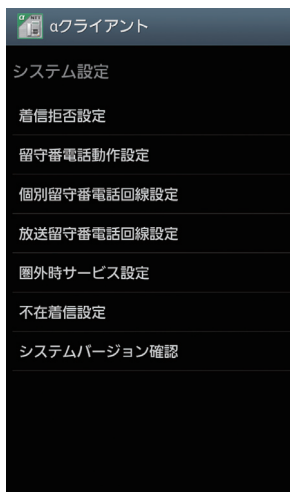 αクライアント
システム設定
着信拒否設定
留守番電話動作設定
個別留守番電話回線設定
放送留守番電話回線設定
圏外時サービス設定
不在着信設定
システムバージョン確認